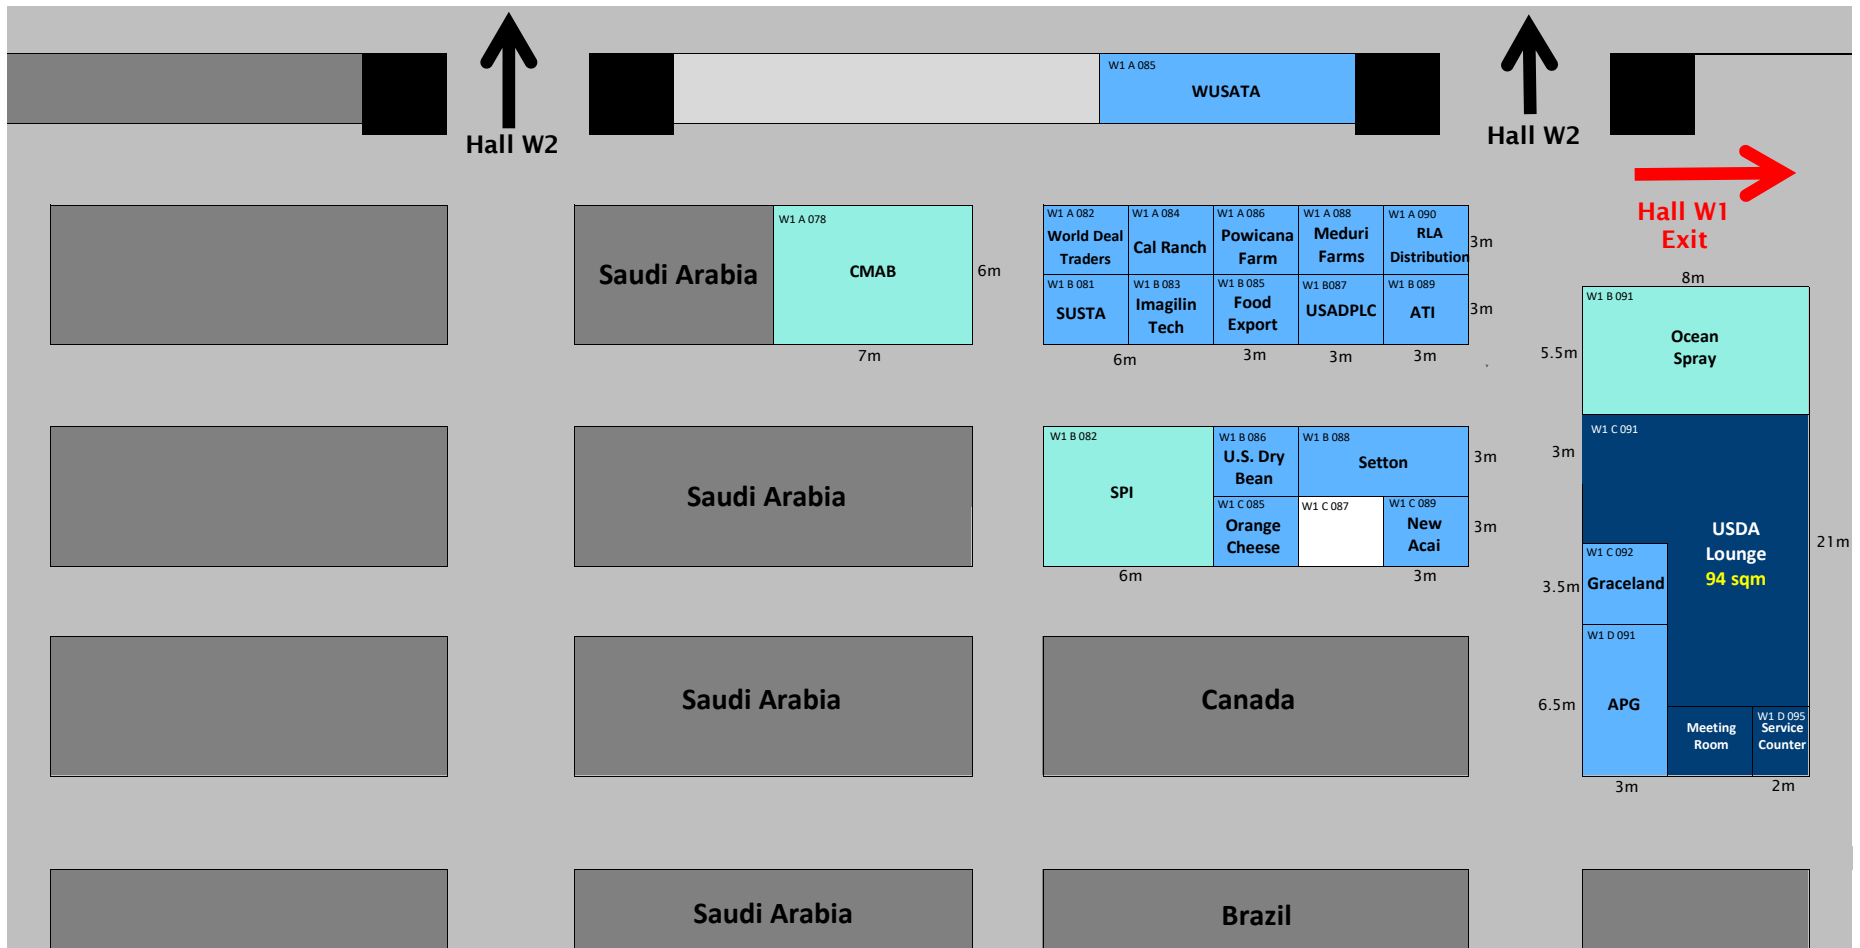 W1 A 085
WUSATA
Hall W2
Hall W2
Hall W1
Exit
Saudi Arabia
W1 A 078
CMAB
6m
7m
W1 A 082
World Deal
Traders
W1 A 084
Cal Ranch
W1 A 086
Powicana
Farm
W1 A 088
Meduri
Farms
W1 A 090
RLA
Distribution
3m
W1 B 081
SUSTA
W1 B 083
Imagilin
Tech
W1 B 085
Food
Export
W1 B087
USADPLC
W1 B 089
ATI
3m
6m
3m
3m
3m
8m
W1 B 091
Ocean
Spray
5.5m
Saudi Arabia
W1 B 082
SPI
W1 B 086
U.S. Dry
Bean
W1 B 088
Setton
3m
W1 C 085
Orange
Cheese
W1 C 087
W1 C 089
New
Acai
3m
6m
3m
W1 C 091
3m
USDA
Lounge
94 sqm
21m
W1 C 092
Graceland
3.5m
W1 D 091
APG
6.5m
Meeting
Room
W1 D 095
Service
Counter
3m
2m
Saudi Arabia
Canada
Saudi Arabia
Brazil